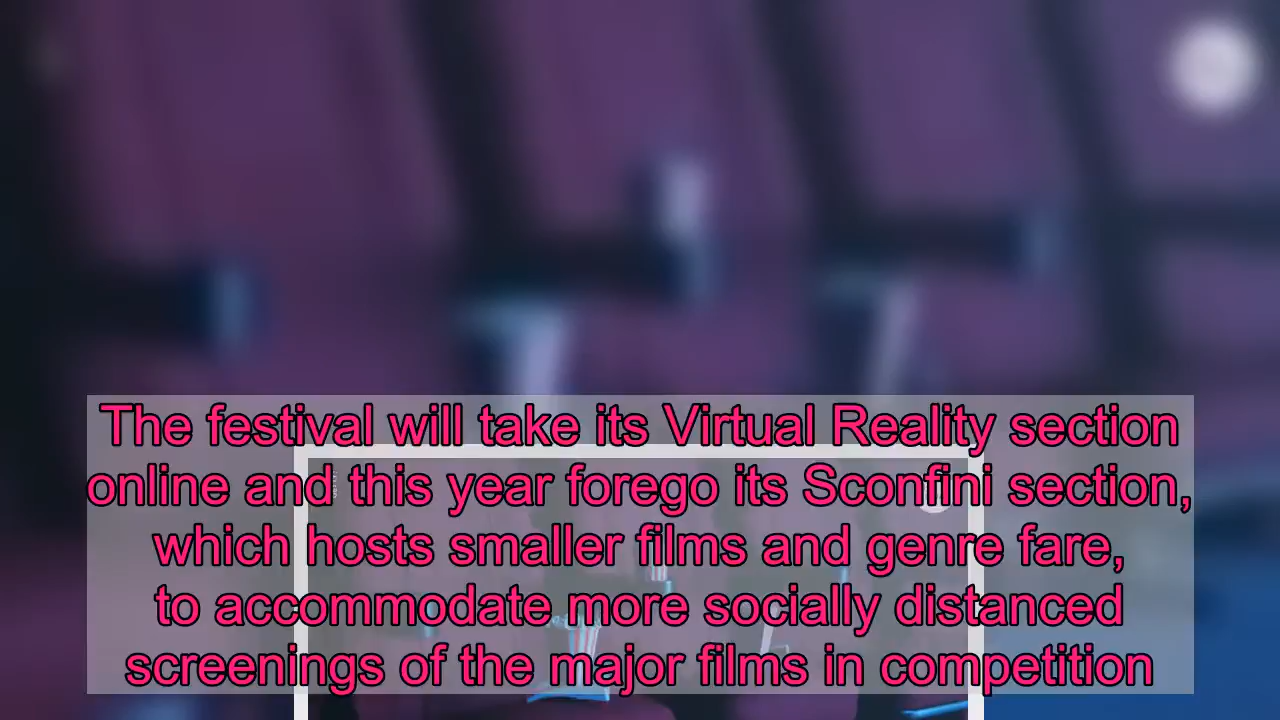 The festival will take its Virtual Reality section
online and this year forego its Sconfini section,
which hosts smaller films and genre fare,
to accommodate more socially distanced
screenings of the major films in competition